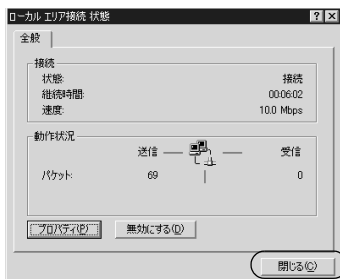 ローカル エリア接続 状態
全般
接続
状態: 接続
継続時間: 00:06:02
速度: 10.0 Mbps
動作状況
送信 受信
パケット: 69 0
プロパティ(P) 無効にする(D)
閉じる(C)